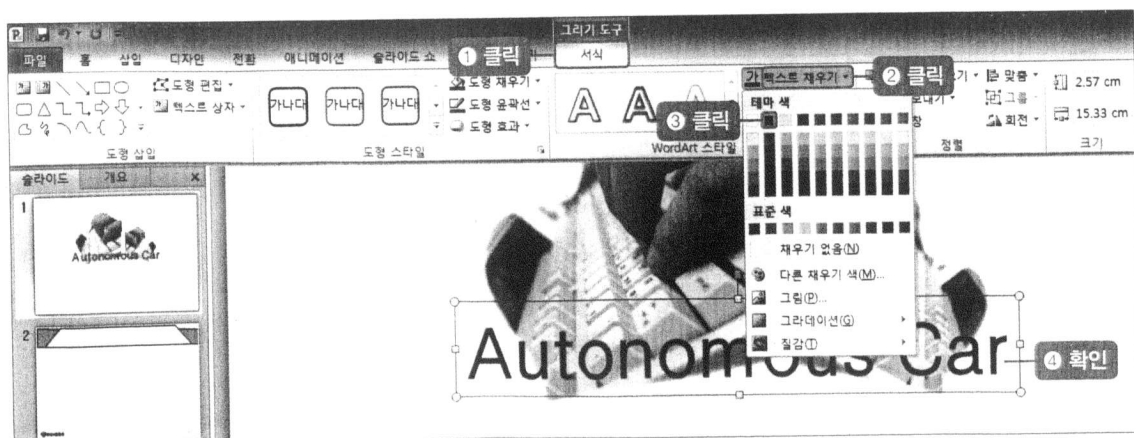 그리기 도구
파일 홈 삽입 디자인 전환 애니메이션 슬라이드 쇼 ① 클릭 서식
도형 편집 도형 채우기 텍스트 채우기 ② 클릭 맞춤 2.57 cm
텍스트 상자 가나다 가나다 가나다 도형 윤곽선 A A A 테마 색 그룹
도형 효과 ③ 클릭 회전 15.33 cm
도형 삽입 도형 스타일 WordArt 스타일 정렬 크기
슬라이드 개요 ×
표준 색
1
채우기 없음(N)
Autonomous Car
다른 채우기 색(M)...
그림(P)...
2
그라데이션(G)
질감(T)
Autonomous Car ④ 확인